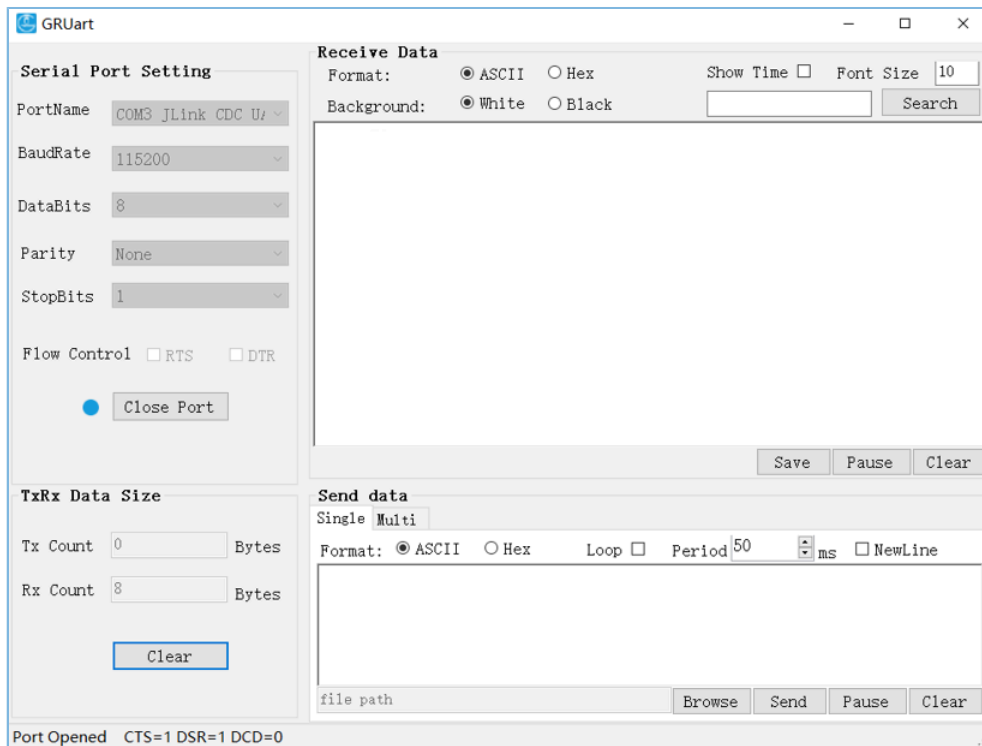 GRUart
Serial Port Setting
PortName COM3 JLink CDC UA
BaudRate 115200
DataBits 8
Parity None
StopBits 1
Flow Control RTS DTR
Close Port
Receive Data
Format: ASCII Hex Show Time Font Size 10
Background: White Black Search
Save Pause Clear
TxRx Data Size
Tx Count 0 Bytes
Rx Count 8 Bytes
Clear
Send data
Single Multi
Format: ASCII Hex Loop Period 50 ms NewLine
file path Browse Send Pause Clear
Port Opened CTS=1 DSR=1 DCD=0